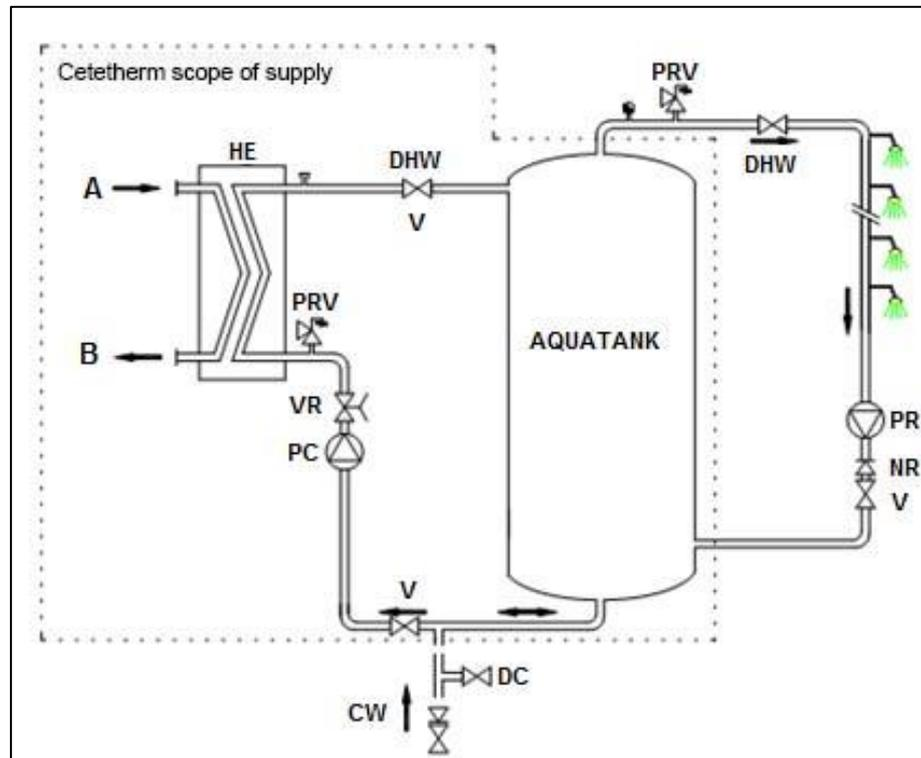 Cetetherm scope of supply
PRV
HE
DHW
DHW
A
V
PRV
B
AQUATANK
VR
PR
PC
NR
V
V
DC
CW